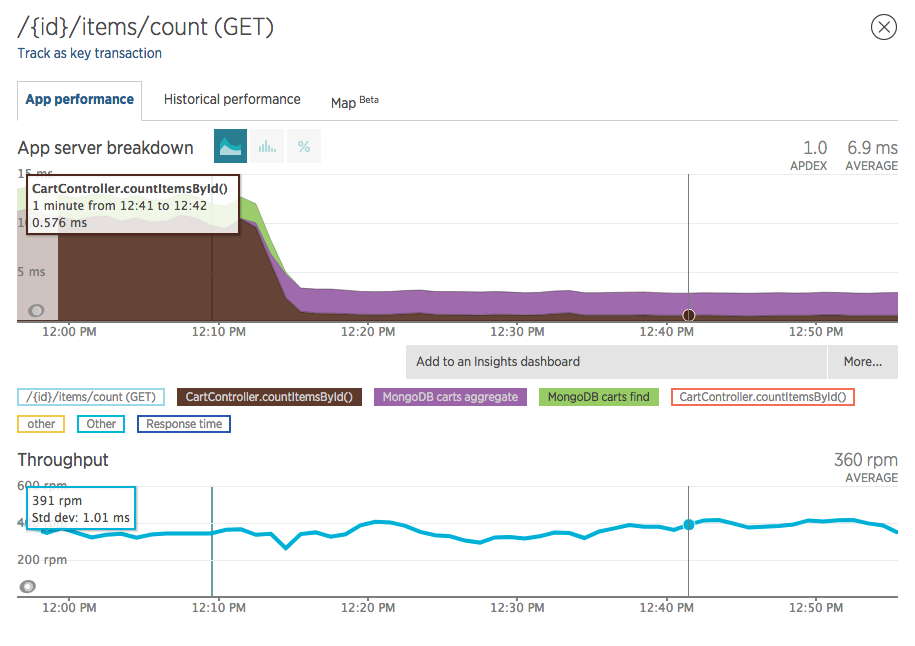 /{id}/items/count (GET)
Track as key transaction
App performance
Historical performance
Map Beta
App server breakdown
%
1.0
APDEX
6.9 ms
AVERAGE
15 ms
CartController.countItemsById()
1 minute from 12:41 to 12:42
0.576 ms
5 ms
12:00 PM
12:10 PM
12:20 PM
12:30 PM
12:40 PM
12:50 PM
Add to an Insights dashboard
More...
/{id}/items/count (GET)
CartController.countItemsById()
MongoDB carts aggregate
MongoDB carts find
CartController.countItemsById()
other
Other
Response time
Throughput
360 rpm
AVERAGE
600 rpm
391 rpm
Std dev: 1.01 ms
200 rpm
12:00 PM
12:10 PM
12:20 PM
12:30 PM
12:40 PM
12:50 PM